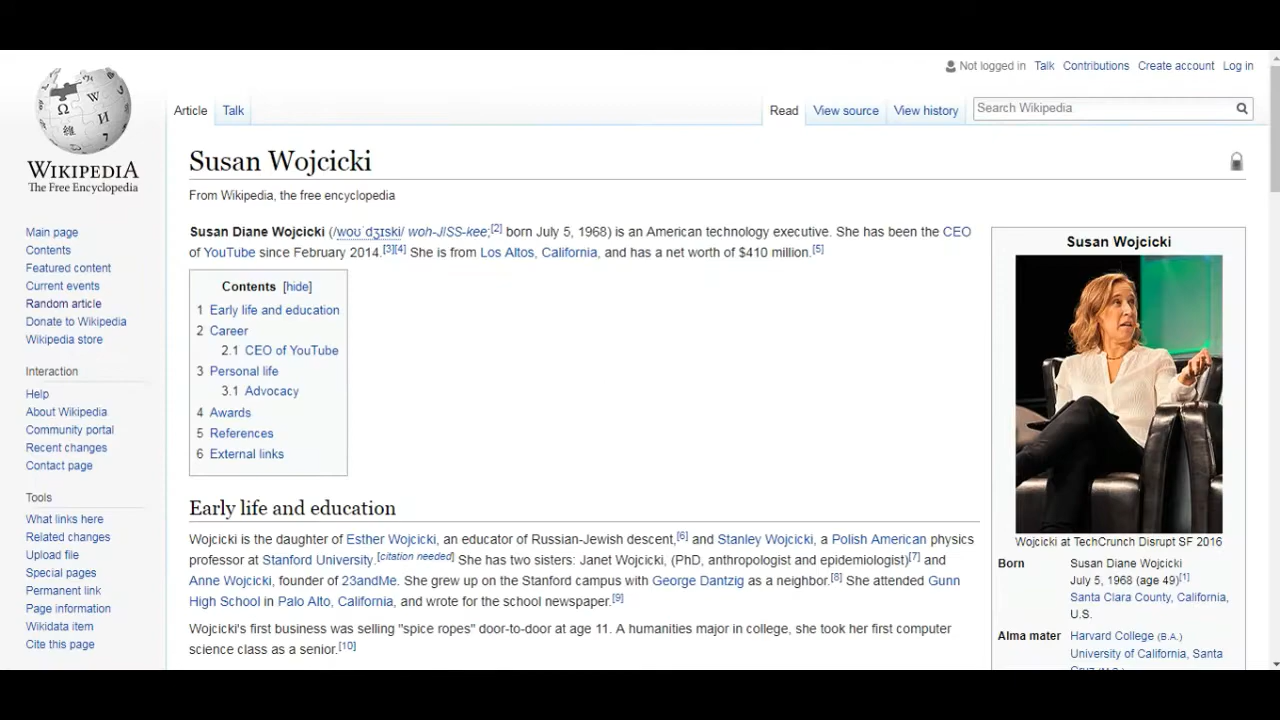 Not logged in Talk Contributions Create account Log in
Article Talk Read View source View history Search Wikipedia
WIKIPEDIA
The Free Encyclopedia
Main page
Contents
Featured content
Current events
Random article
Donate to Wikipedia
Wikipedia store
Interaction
Help
About Wikipedia
Community portal
Recent changes
Contact page
Tools
What links here
Related changes
Upload file
Special pages
Permanent link
Page information
Wikidata item
Cite this page
Susan Wojcicki
From Wikipedia, the free encyclopedia
Susan Diane Wojcicki (/woʊˈdʒɪski/ woh-JISS-kee;[2] born July 5, 1968) is an American technology executive. She has been the CEO
of YouTube since February 2014.[3][4] She is from Los Altos, California, and has a net worth of $410 million.[5]
Contents [hide]
1 Early life and education
2 Career
2.1 CEO of YouTube
3 Personal life
3.1 Advocacy
4 Awards
5 References
6 External links
Early life and education
Wojcicki is the daughter of Esther Wojcicki, an educator of Russian-Jewish descent,[6] and Stanley Wojcicki, a Polish American physics
professor at Stanford University.[citation needed] She has two sisters: Janet Wojcicki, (PhD, anthropologist and epidemiologist)[7] and
Anne Wojcicki, founder of 23andMe. She grew up on the Stanford campus with George Dantzig as a neighbor.[8] She attended Gunn
High School in Palo Alto, California, and wrote for the school newspaper.[9]
Wojcicki's first business was selling "spice ropes" door-to-door at age 11. A humanities major in college, she took her first computer
science class as a senior.[10]
Susan Wojcicki
Wojcicki at TechCrunch Disrupt SF 2016
Born Susan Diane Wojcicki
July 5, 1968 (age 49)[1]
Santa Clara County, California,
U.S.
Alma mater Harvard College (B.A.)
University of California, Santa